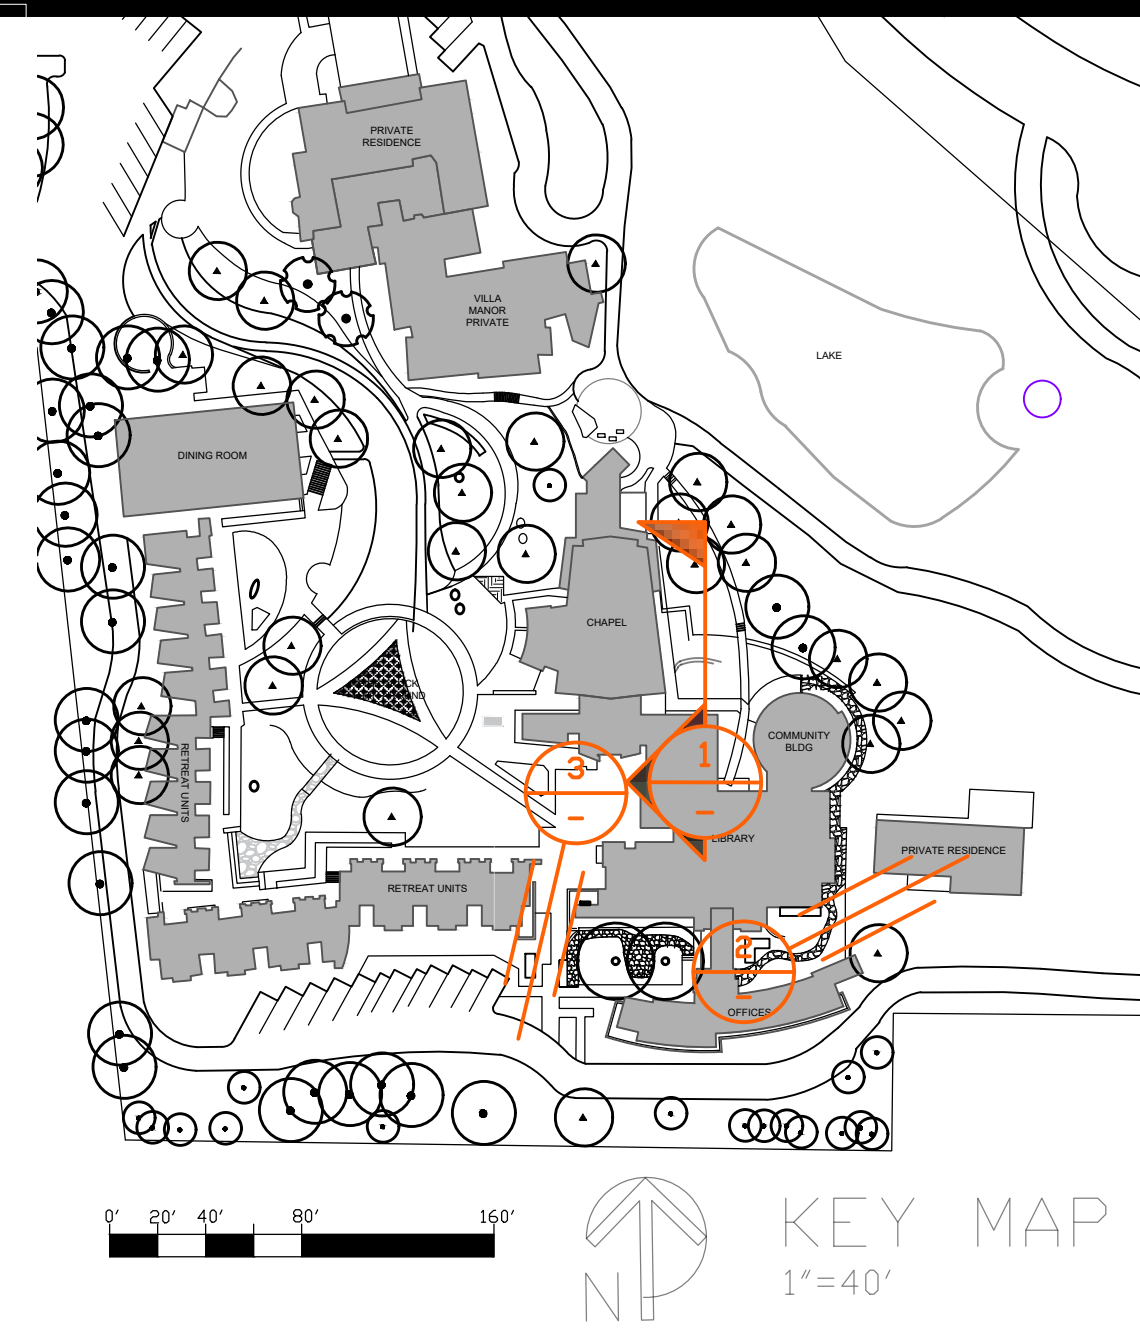 PRIVATE
RESIDENCE
VILLA
MANOR
PRIVATE
LAKE
DINING ROOM
CHAPEL
COMMUNITY
BLDG
RETREAT UNITS
3
–
1
–
LIBRARY
PRIVATE RESIDENCE
RETREAT UNITS
2
–
OFFICES
0' 20' 40' 80' 160'
N
KEY MAP
1"=40'